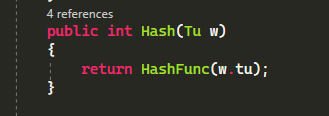 4 references
public int Hash(Tu w)
{
    return HashFunc(w.tu);
}